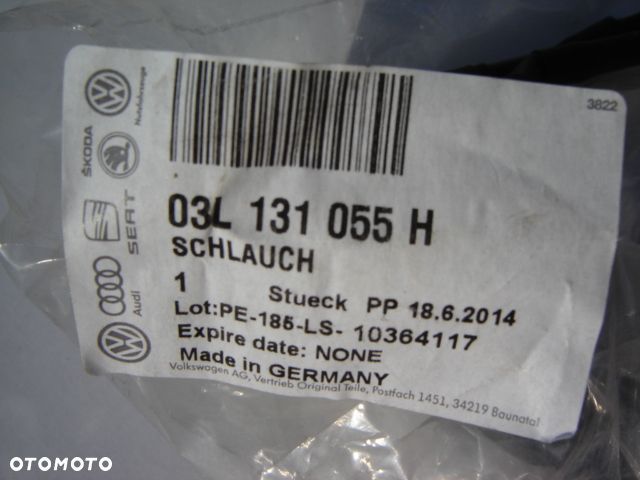 3822
Nutzfahrzeuge
ŠKODA
SEAT
Audi
03L 131 055 H
SCHLAUCH
1 Stueck PP 18.6.2014
Lot:PE-185-LS- 10364117
Expire date: NONE
Made in GERMANY
Volkswagen AG, Vertrieb Original Teile, Postfach 1451, 34219 Baunatal
OTOMOTO